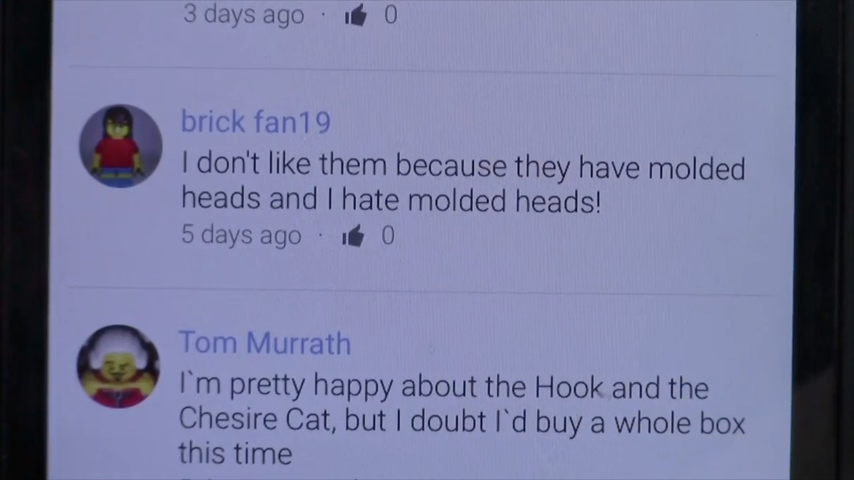 3 days ago · 0
brick fan19
I don't like them because they have molded
heads and I hate molded heads!
5 days ago · 0
Tom Murrath
I`m pretty happy about the Hook and the
Chesire Cat, but I doubt I`d buy a whole box
this time